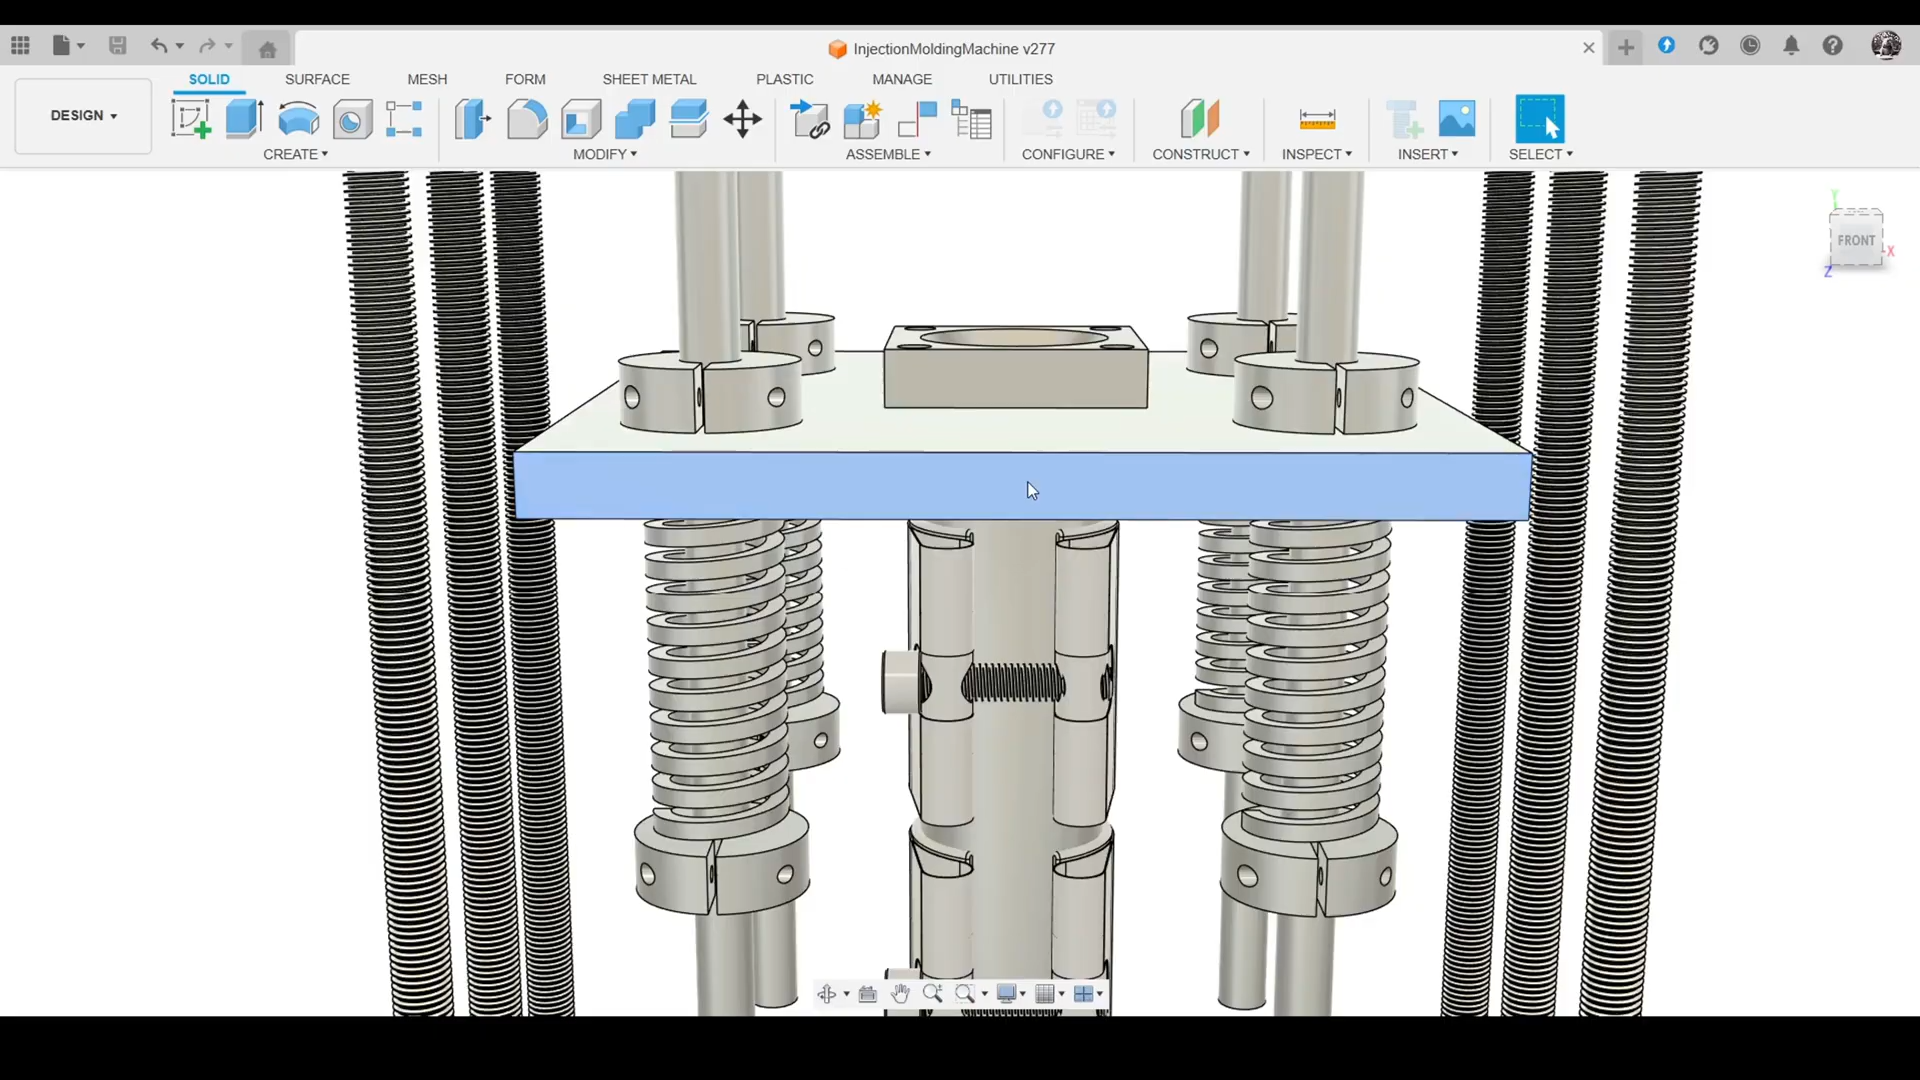 InjectionMoldingMachine v277
DESIGN
SOLID
SURFACE
MESH
FORM
SHEET METAL
PLASTIC
MANAGE
UTILITIES
CREATE
MODIFY
ASSEMBLE
CONFIGURE
CONSTRUCT
INSPECT
INSERT
SELECT
Y
FRONT
X
Z